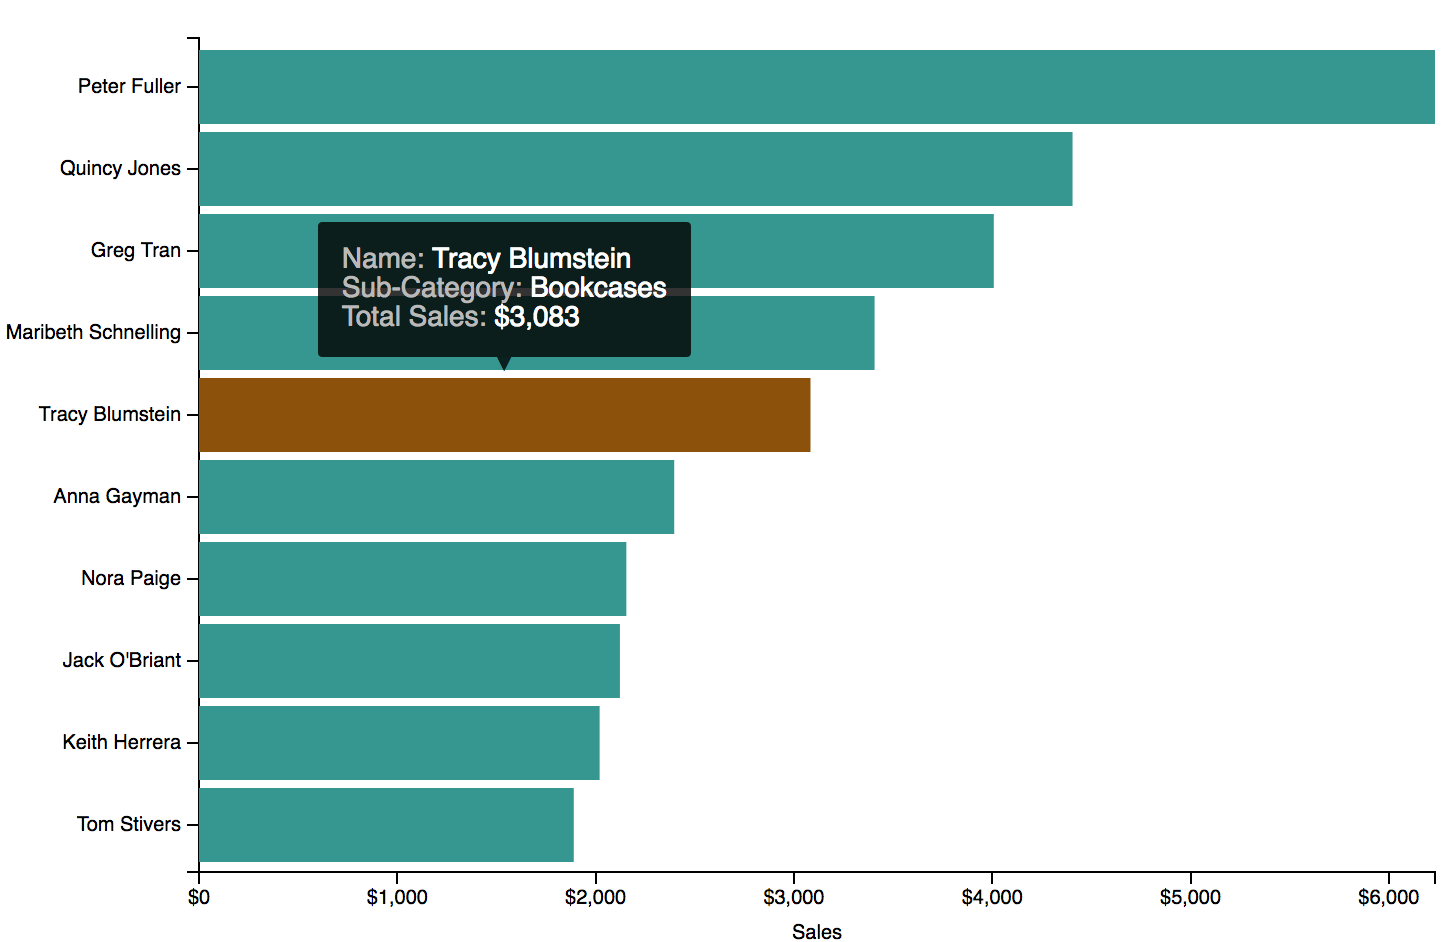 Peter Fuller
Quincy Jones
Greg Tran
Maribeth Schnelling
Tracy Blumstein
Anna Gayman
Nora Paige
Jack O'Briant
Keith Herrera
Tom Stivers
Name: Tracy Blumstein
Sub-Category: Bookcases
Total Sales: $3,083
$0 $1,000 $2,000 $3,000 $4,000 $5,000 $6,000
Sales